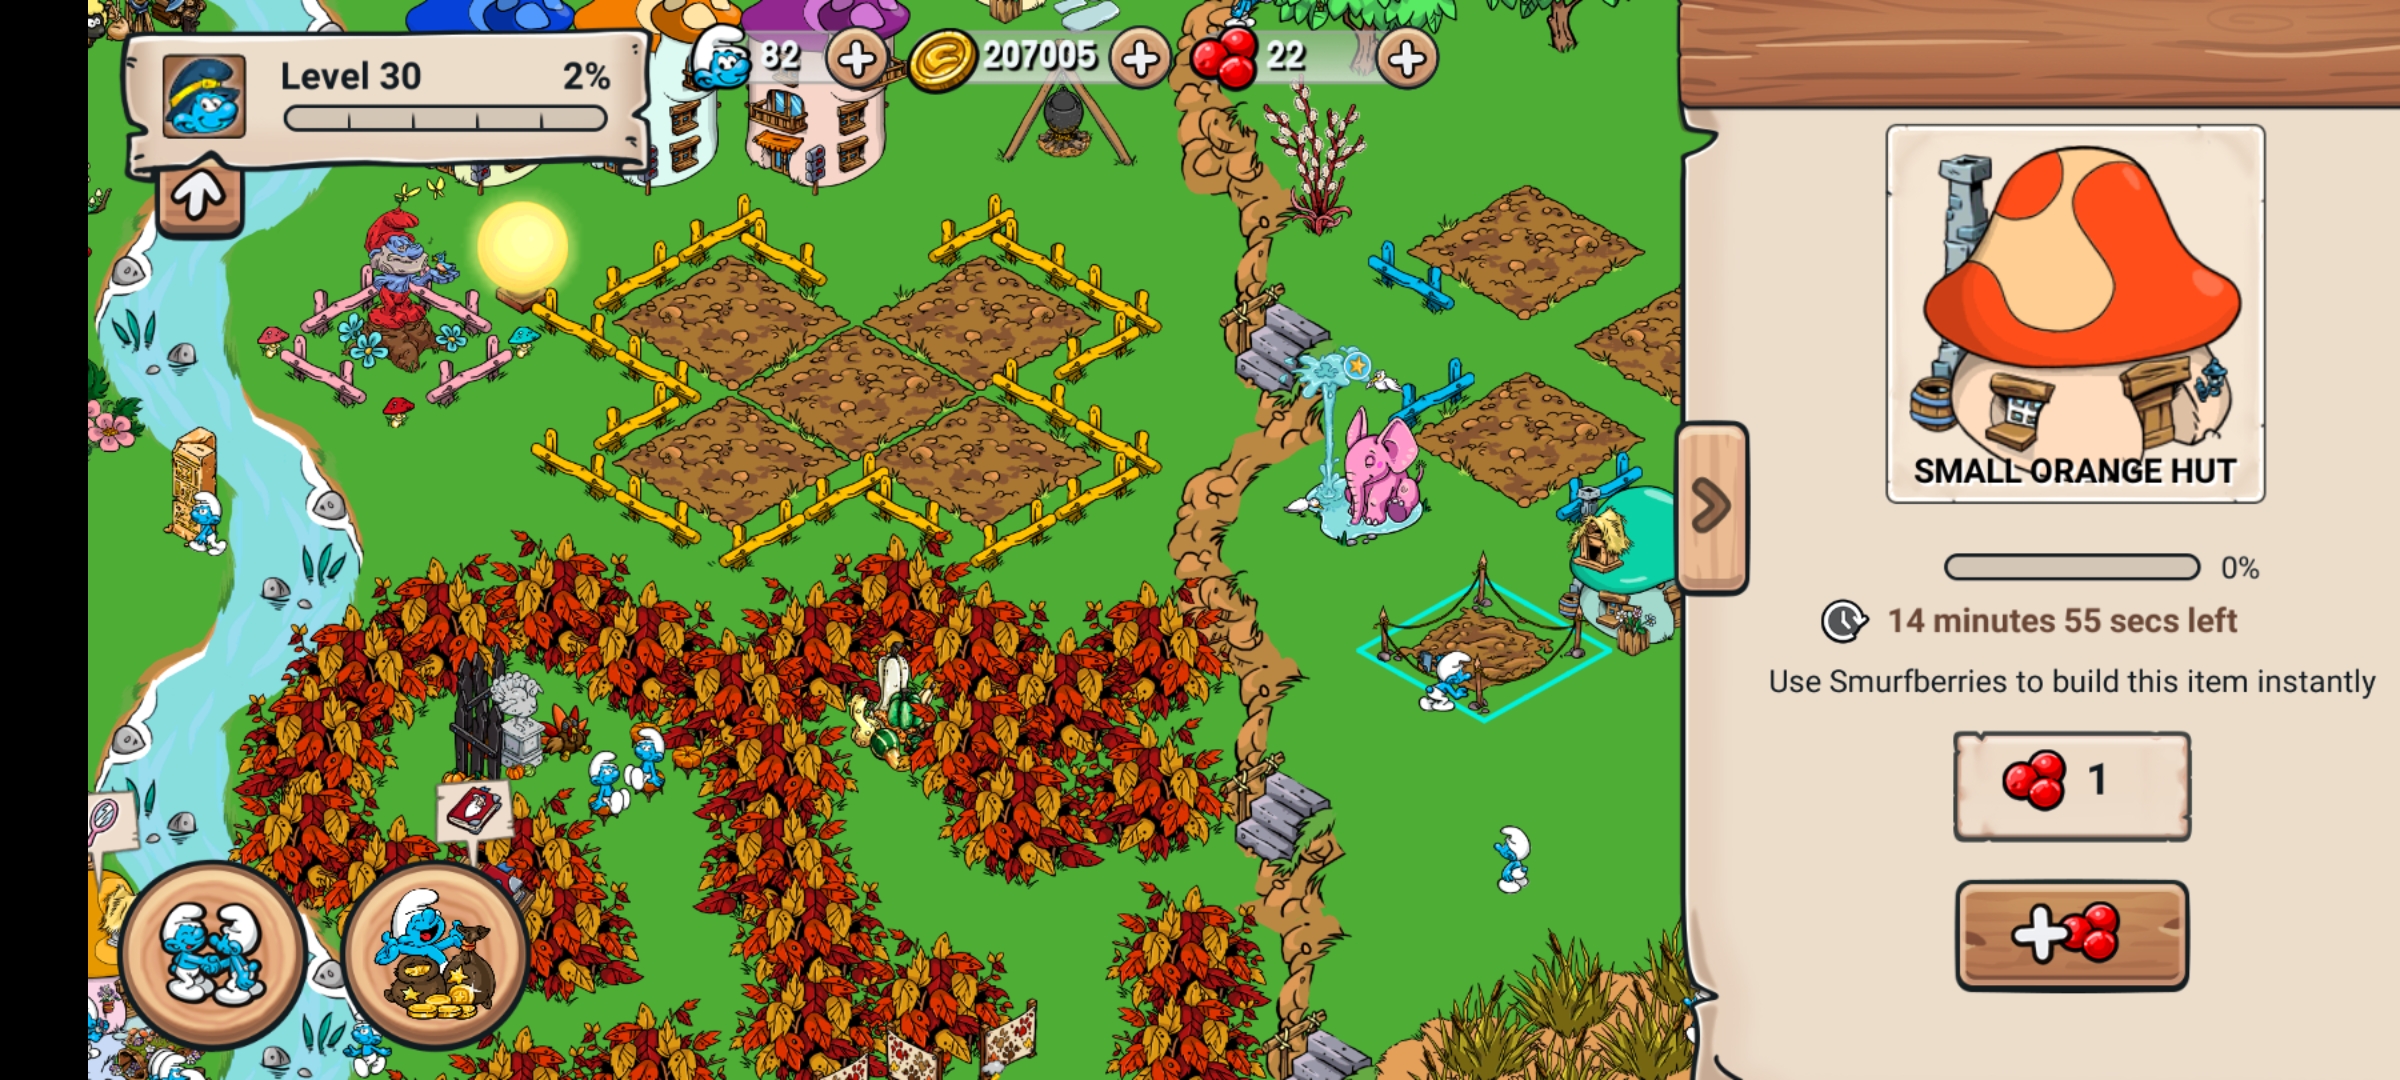 Level 30 2%
82
207005
22
SMALL ORANGE HUT
0%
14 minutes 55 secs left
Use Smurfberries to build this item instantly
1